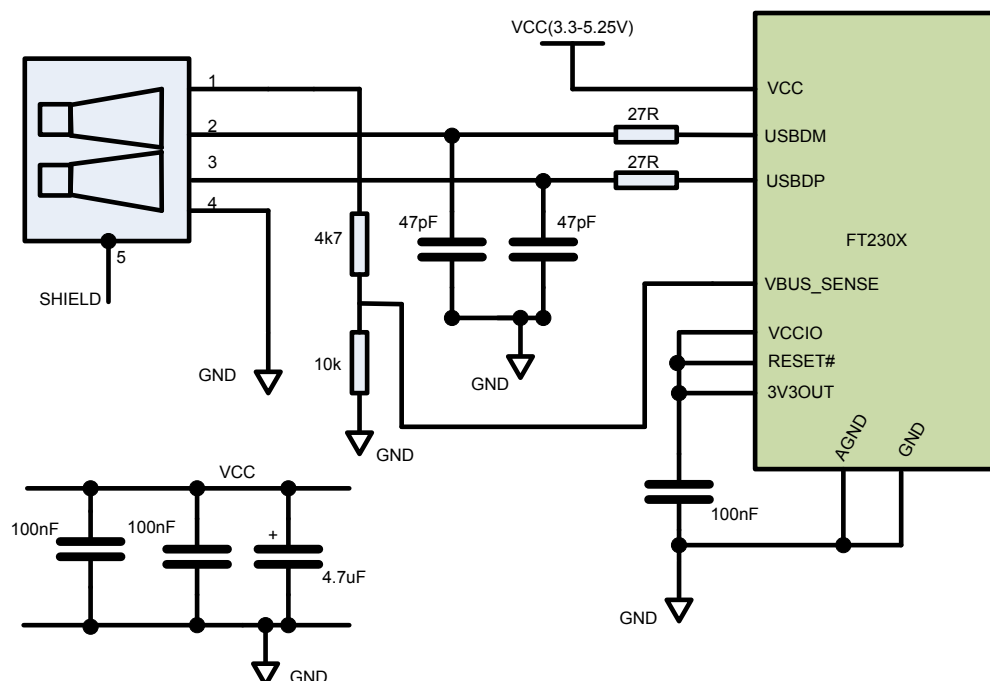 VCC(3.3-5.25V)
1
VCC
27R
2
USBDM
27R
3
USBDP
4
47pF
47pF
4k7
FT230X
5
VBUS_SENSE
SHIELD
VCCIO
10k
RESET#
GND
GND
3V3OUT
AGND
GND
GND
VCC
100nF
100nF
100nF
+
4.7uF
GND
GND